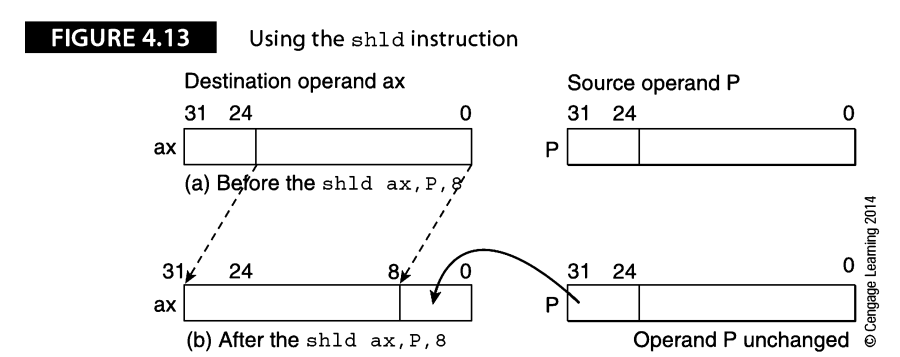 FIGURE 4.13 Using the shld instruction
Destination operand ax Source operand P
31 24 0 31 24 0
ax P
(a) Before the shld ax,P,8
31 24 8 0 31 24 0
ax P
(b) After the shld ax,P,8 Operand P unchanged
© Cengage Learning 2014